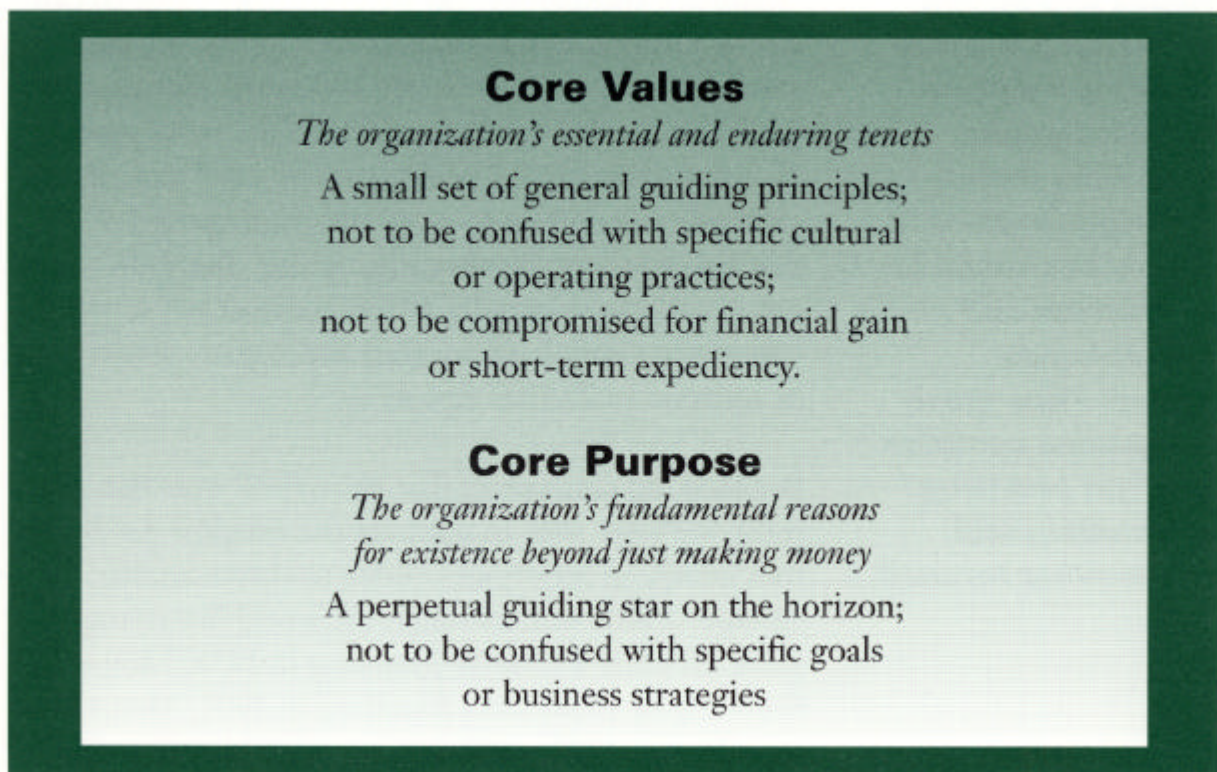 Core Values
The organization's essential and enduring tenets
A small set of general guiding principles;
not to be confused with specific cultural
or operating practices;
not to be compromised for financial gain
or short-term expediency.
Core Purpose
The organization's fundamental reasons
for existence beyond just making money
A perpetual guiding star on the horizon;
not to be confused with specific goals
or business strategies